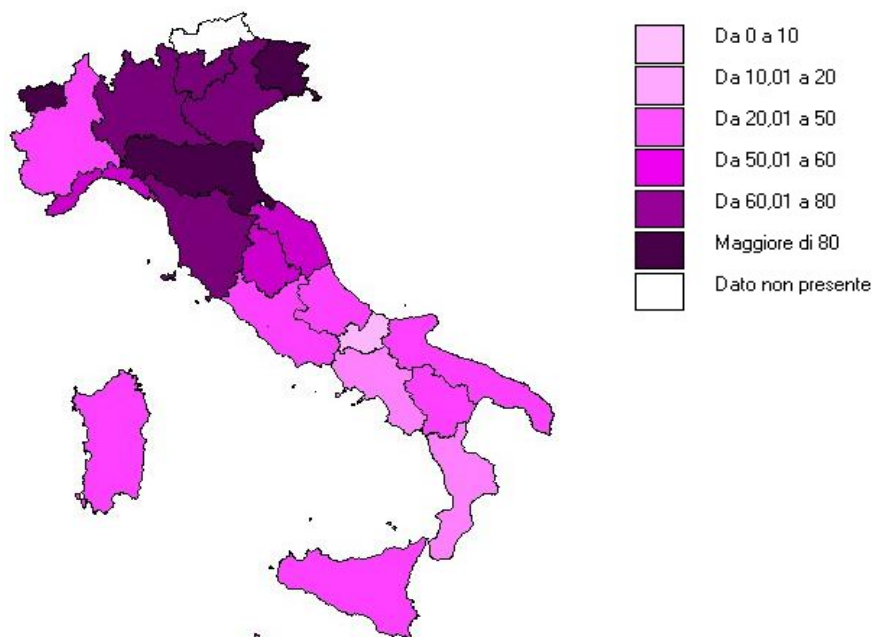 Da 0 a 10
Da 10,01 a 20
Da 20,01 a 50
Da 50,01 a 60
Da 60,01 a 80
Maggiore di 80
Dato non presente